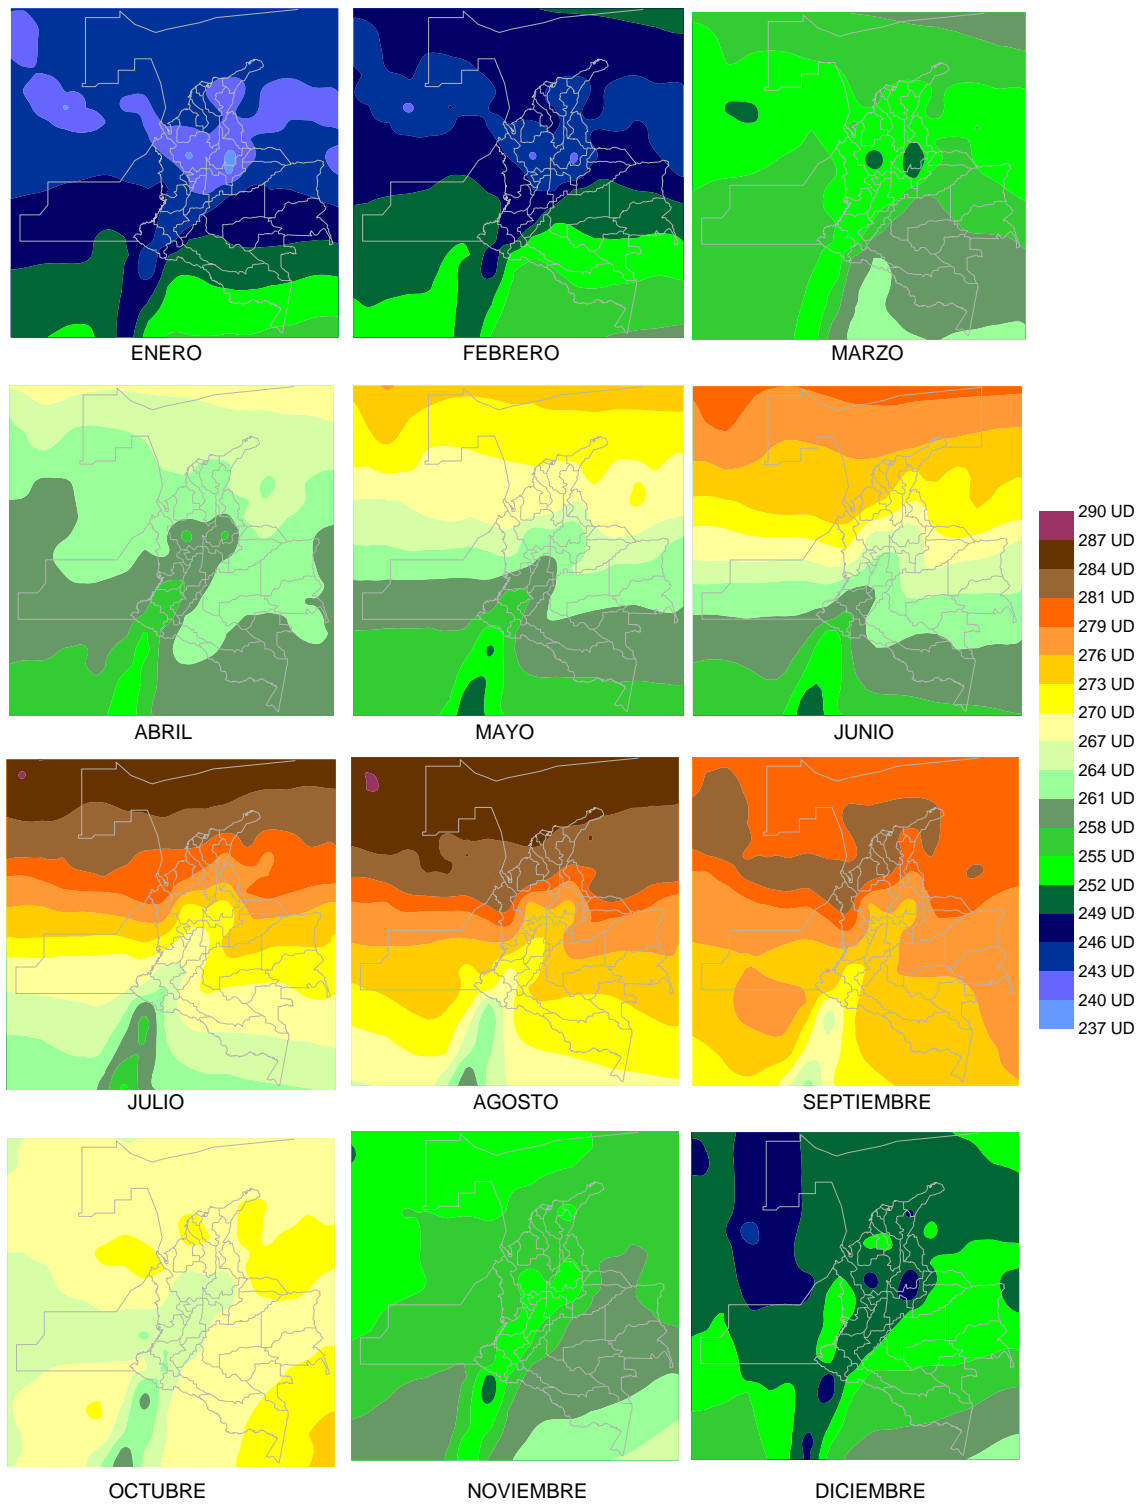 ENERO
FEBRERO
MARZO
ABRIL
MAYO
JUNIO
290 UD
287 UD
284 UD
281 UD
279 UD
276 UD
273 UD
270 UD
267 UD
264 UD
261 UD
258 UD
255 UD
252 UD
249 UD
246 UD
243 UD
240 UD
237 UD
JULIO
AGOSTO
SEPTIEMBRE
OCTUBRE
NOVIEMBRE
DICIEMBRE